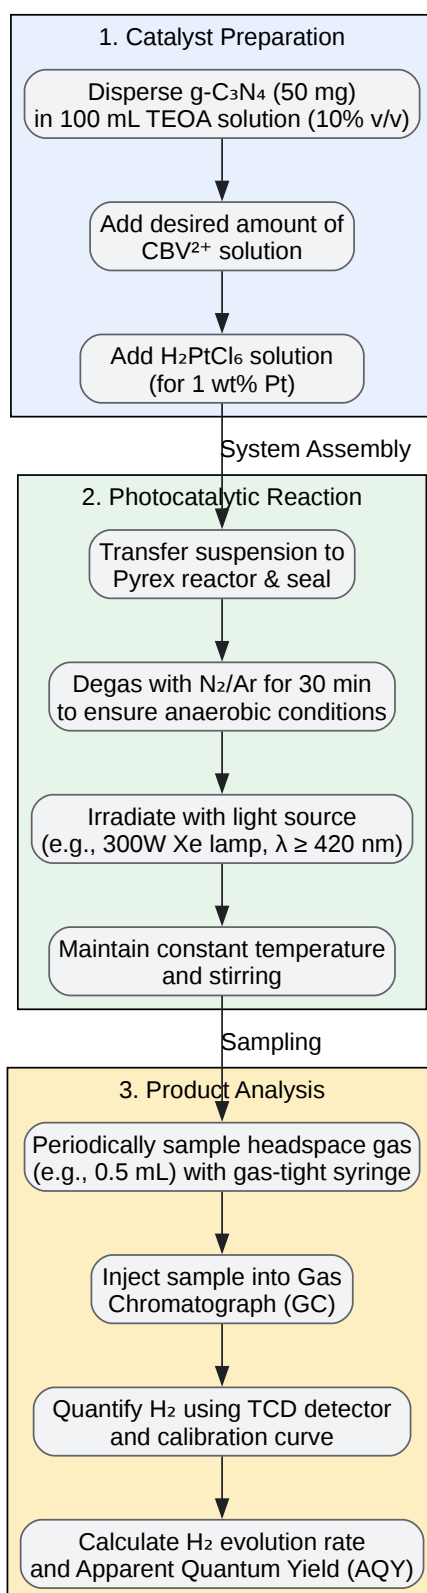 1. Catalyst Preparation
Disperse g-C₃N₄ (50 mg)
in 100 mL TEOA solution (10% v/v)
Add desired amount of
CBV²⁺ solution
Add H₂PtCl₆ solution
(for 1 wt% Pt)
System Assembly
2. Photocatalytic Reaction
Transfer suspension to
Pyrex reactor & seal
Degas with N₂/Ar for 30 min
to ensure anaerobic conditions
Irradiate with light source
(e.g., 300W Xe lamp, λ ≥ 420 nm)
Maintain constant temperature
and stirring
Sampling
3. Product Analysis
Periodically sample headspace gas
(e.g., 0.5 mL) with gas-tight syringe
Inject sample into Gas
Chromatograph (GC)
Quantify H₂ using TCD detector
and calibration curve
Calculate H₂ evolution rate
and Apparent Quantum Yield (AQY)